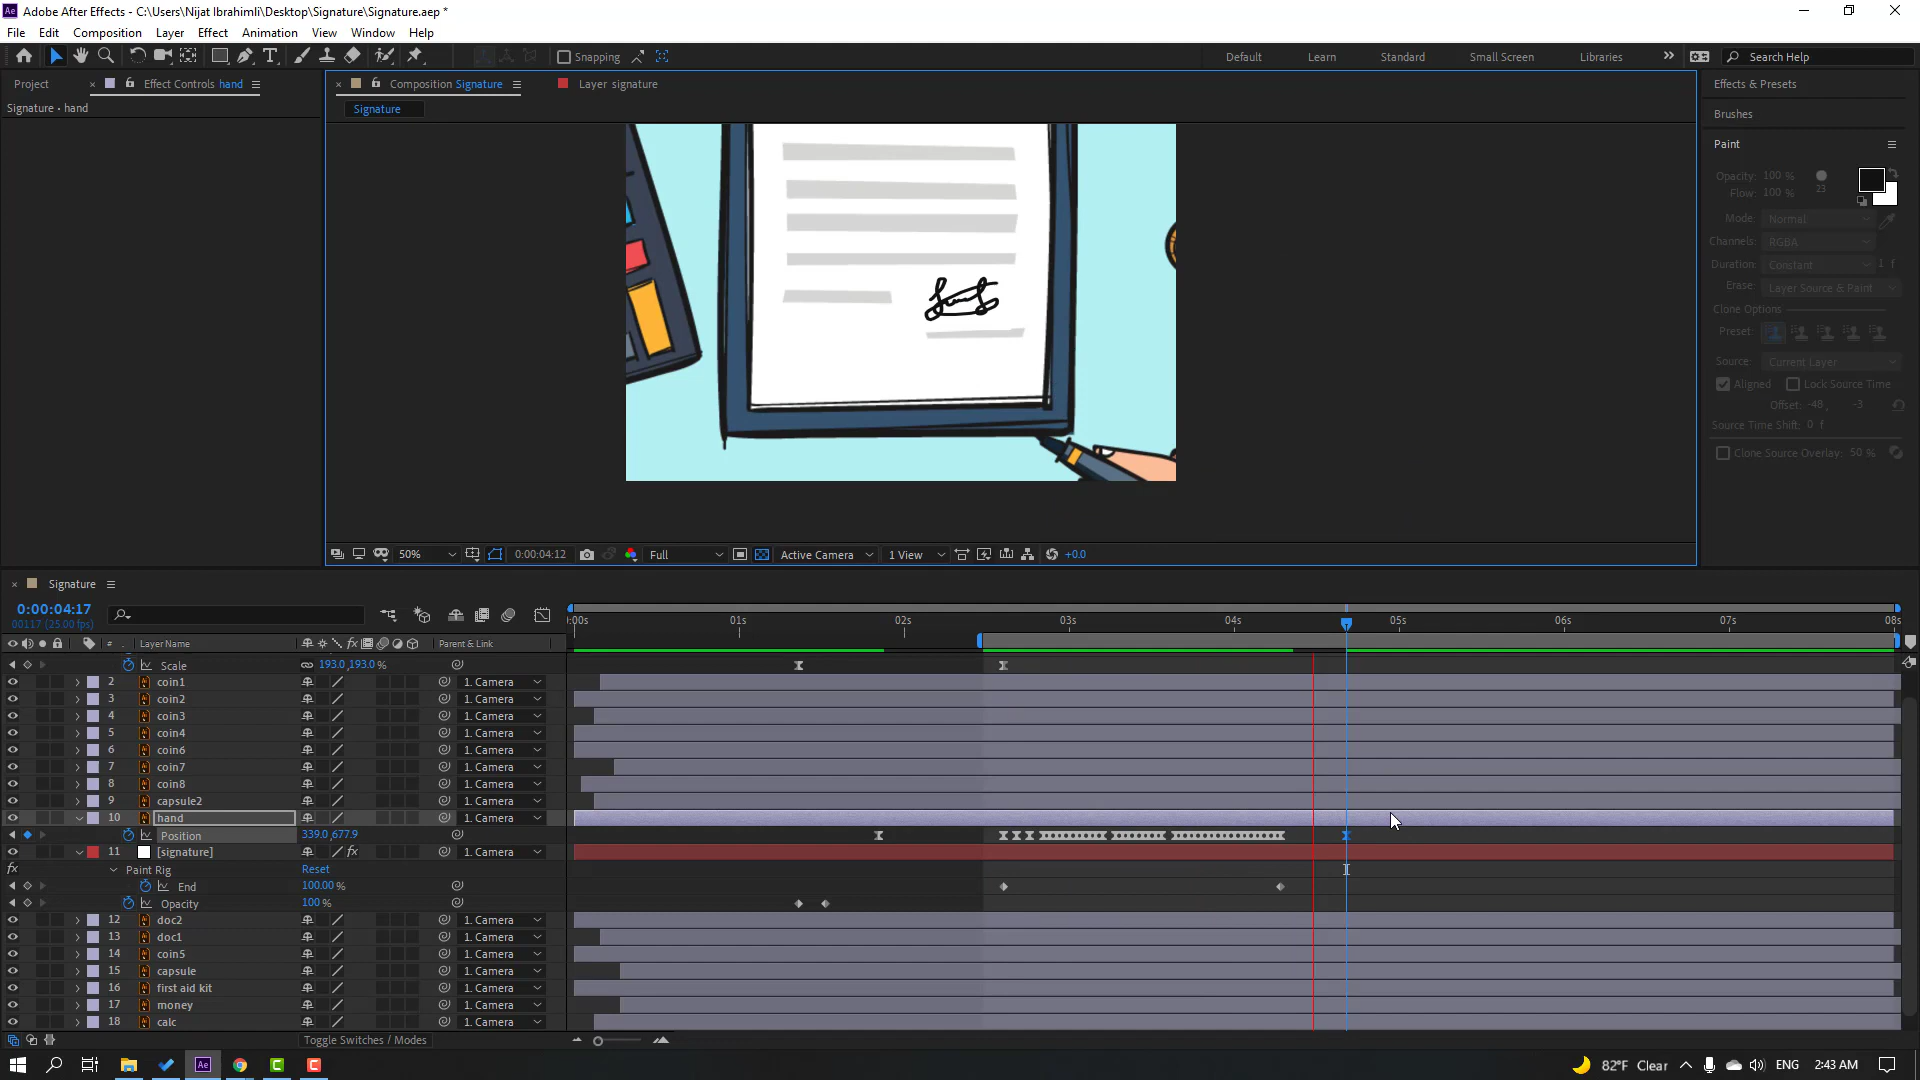 Adobe After Effects - C:\Users\Nijat Ibrahimli\Desktop\Signature\Signature.aep *
File Edit Composition Layer Effect Animation View Window Help
Snapping
Default Learn Standard Small Screen Libraries Search Help
Project Effect Controls hand
Signature • hand
Composition Signature Layer signature
Signature
Effects & Presets
Brushes
Paint
Opacity: 100 %
Flow: 100 % 23
Mode: Normal
Channels: RGBA
Duration: Constant 1 f
Erase: Layer Source & Paint
Clone Options
Preset:
Source: Current Layer
Aligned Lock Source Time
Offset: -48, -3
Source Time Shift: 0 f
Clone Source Overlay: 50 %
50% 0:00:04:12 Full Active Camera 1 View +0.0
Signature
0:00:04:17
00117 (25.00 fps)
:00s 01s 02s 03s 04s 05s 06s 07s 08s
# Layer Name Parent & Link
Scale 193.0,193.0 %
2 coin1 1. Camera
3 coin2 1. Camera
4 coin3 1. Camera
5 coin4 1. Camera
6 coin6 1. Camera
7 coin7 1. Camera
8 coin8 1. Camera
9 capsule2 1. Camera
10 hand 1. Camera
Position 339.0,677.9
11 [signature] 1. Camera
fx Paint Rig Reset
End 100.00 %
Opacity 100 %
12 doc2 1. Camera
13 doc1 1. Camera
14 coin5 1. Camera
15 capsule 1. Camera
16 first aid kit 1. Camera
17 money 1. Camera
18 calc 1. Camera
Toggle Switches / Modes
82°F Clear ENG 2:43 AM